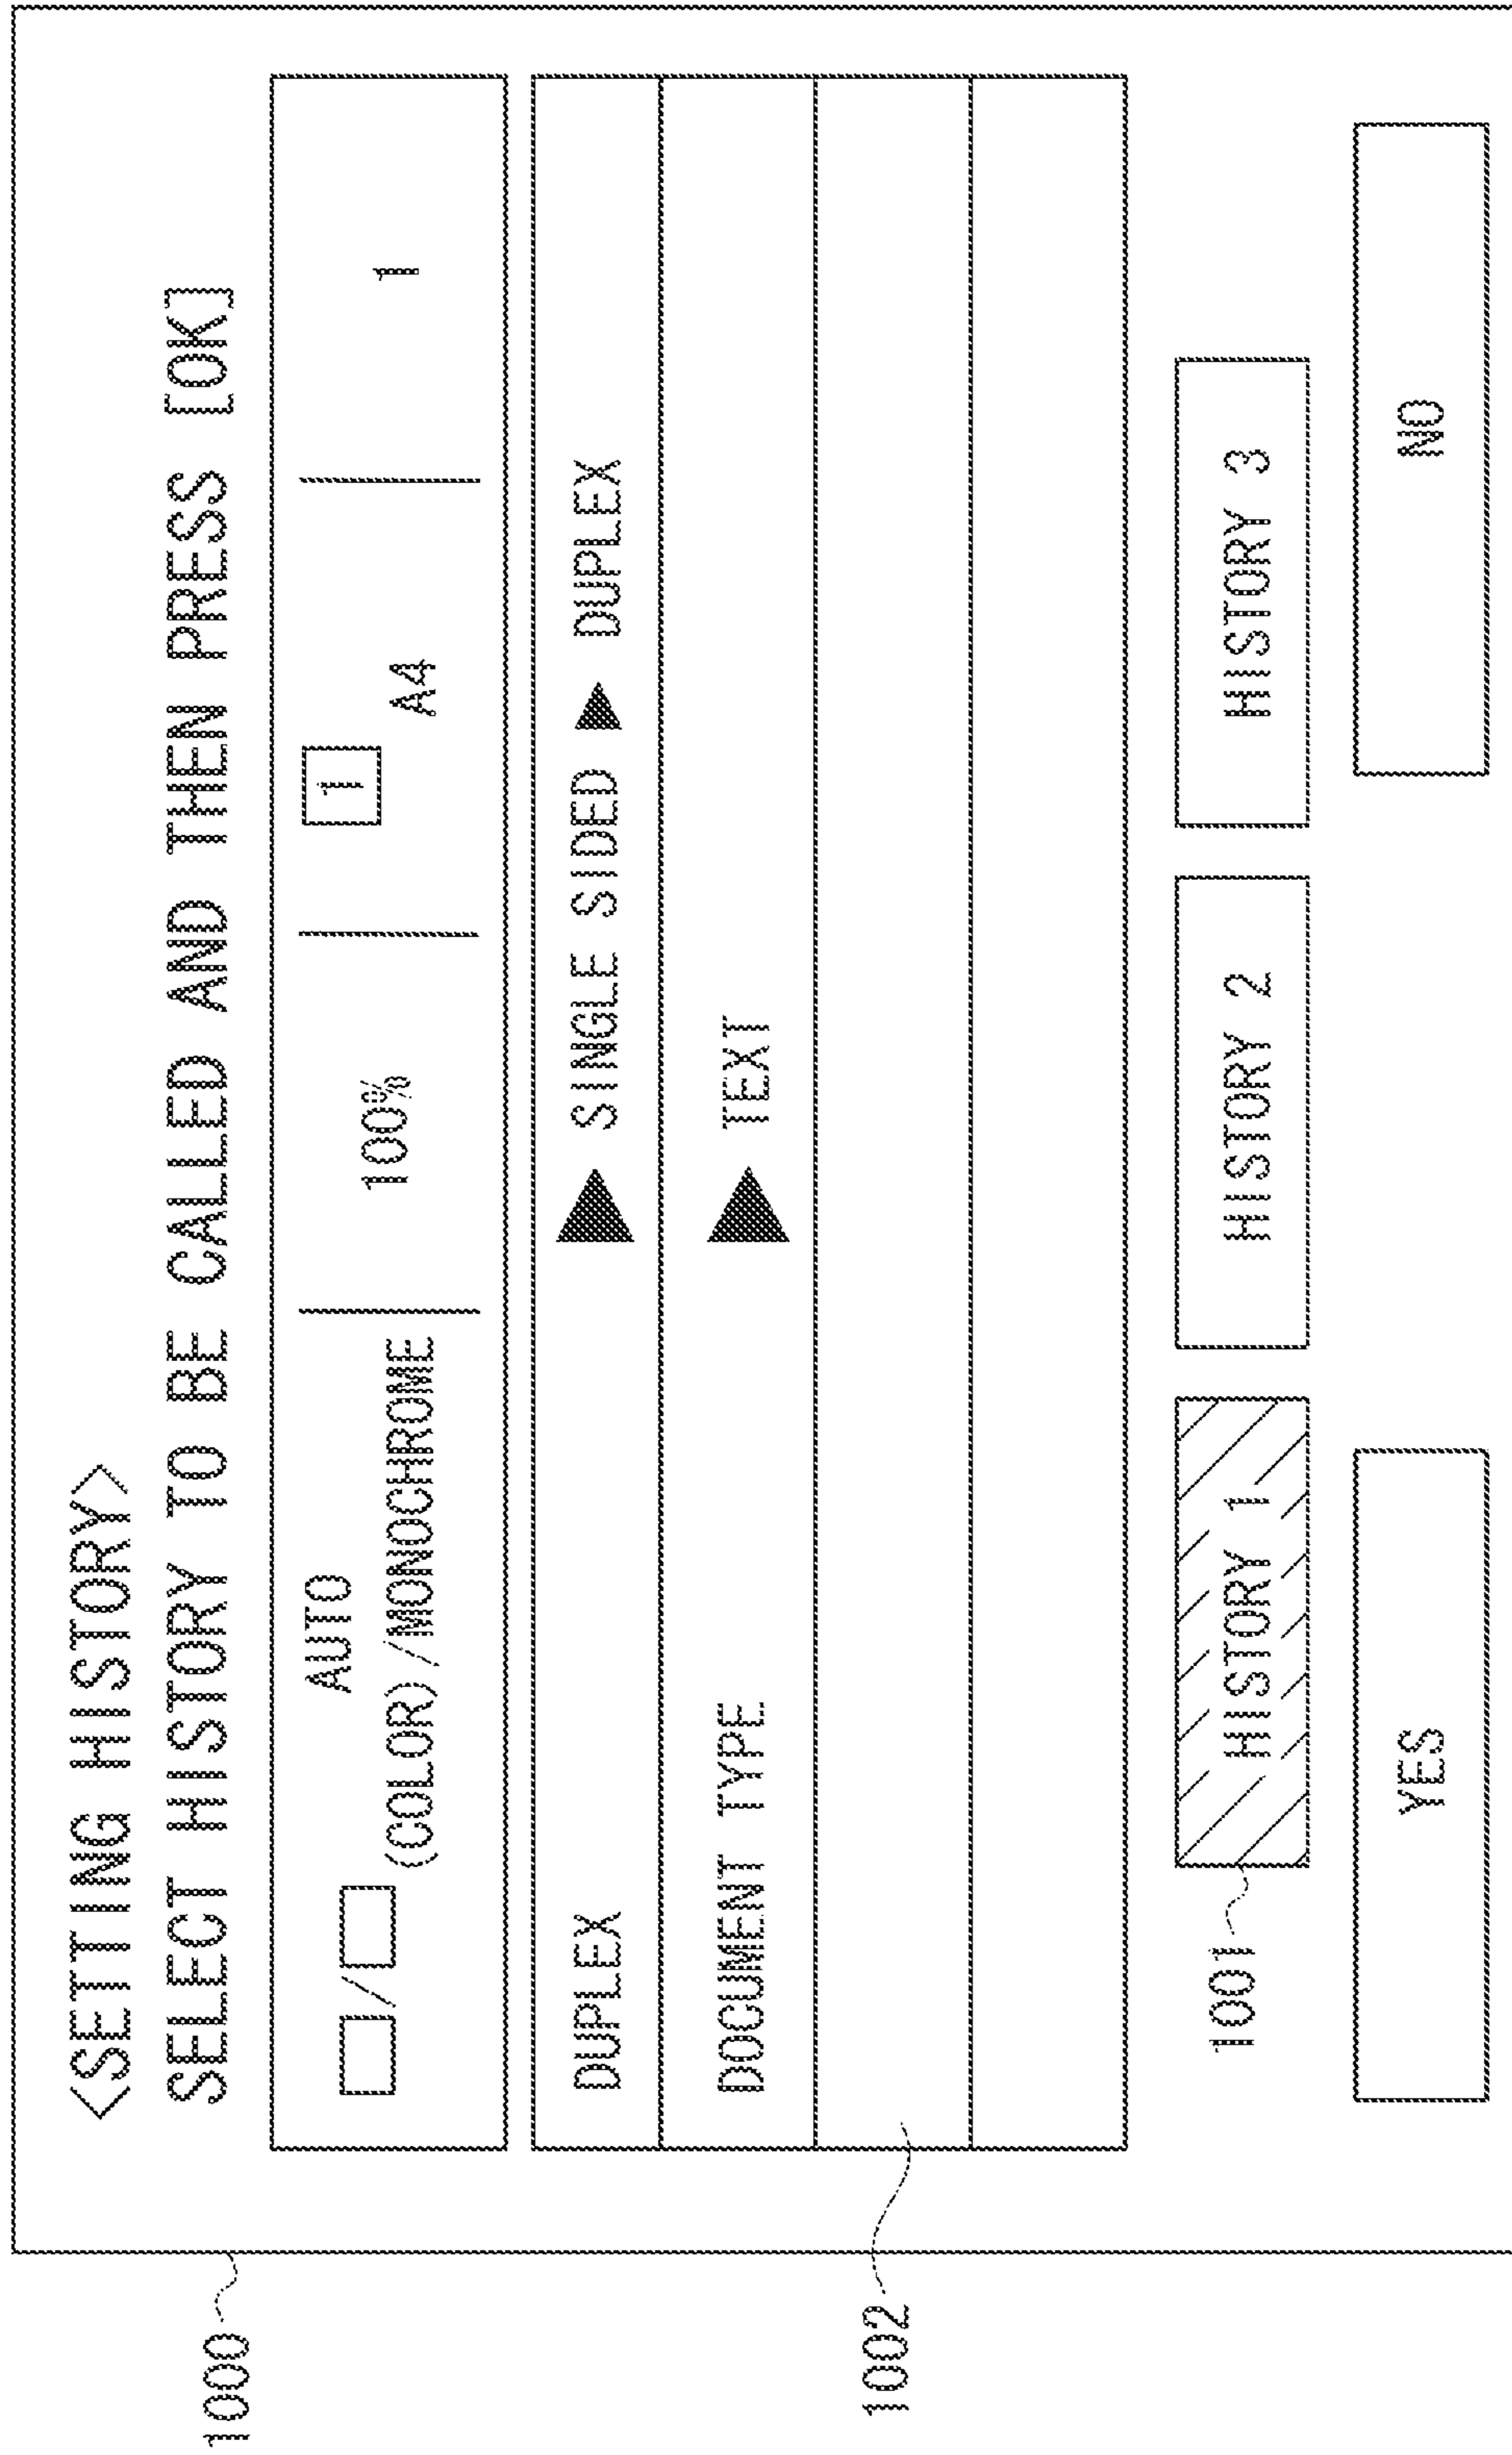 1000
<SETTING HISTORY>
SELECT HISTORY TO BE CALLED AND THEN PRESS [OK]
AUTO
(COLOR)/MONOCHROME
100%
1
A4
1
DUPLEX ▶ SINGLE SIDED ▶ DUPLEX
DOCUMENT TYPE ▶ TEXT
1002
1001
HISTORY 1
HISTORY 2
HISTORY 3
YES
NO